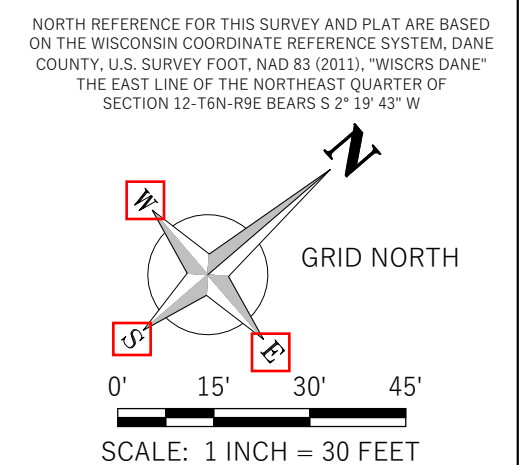 NORTH REFERENCE FOR THIS SURVEY AND PLAT ARE BASED
ON THE WISCONSIN COORDINATE REFERENCE SYSTEM, DANE
COUNTY, U.S. SURVEY FOOT, NAD 83 (2011), "WISCRS DANE"
THE EAST LINE OF THE NORTHEAST QUARTER OF
SECTION 12-T6N-R9E BEARS S 2° 19' 43" W
N
W
GRID NORTH
S
E
0' 15' 30' 45'
SCALE: 1 INCH = 30 FEET